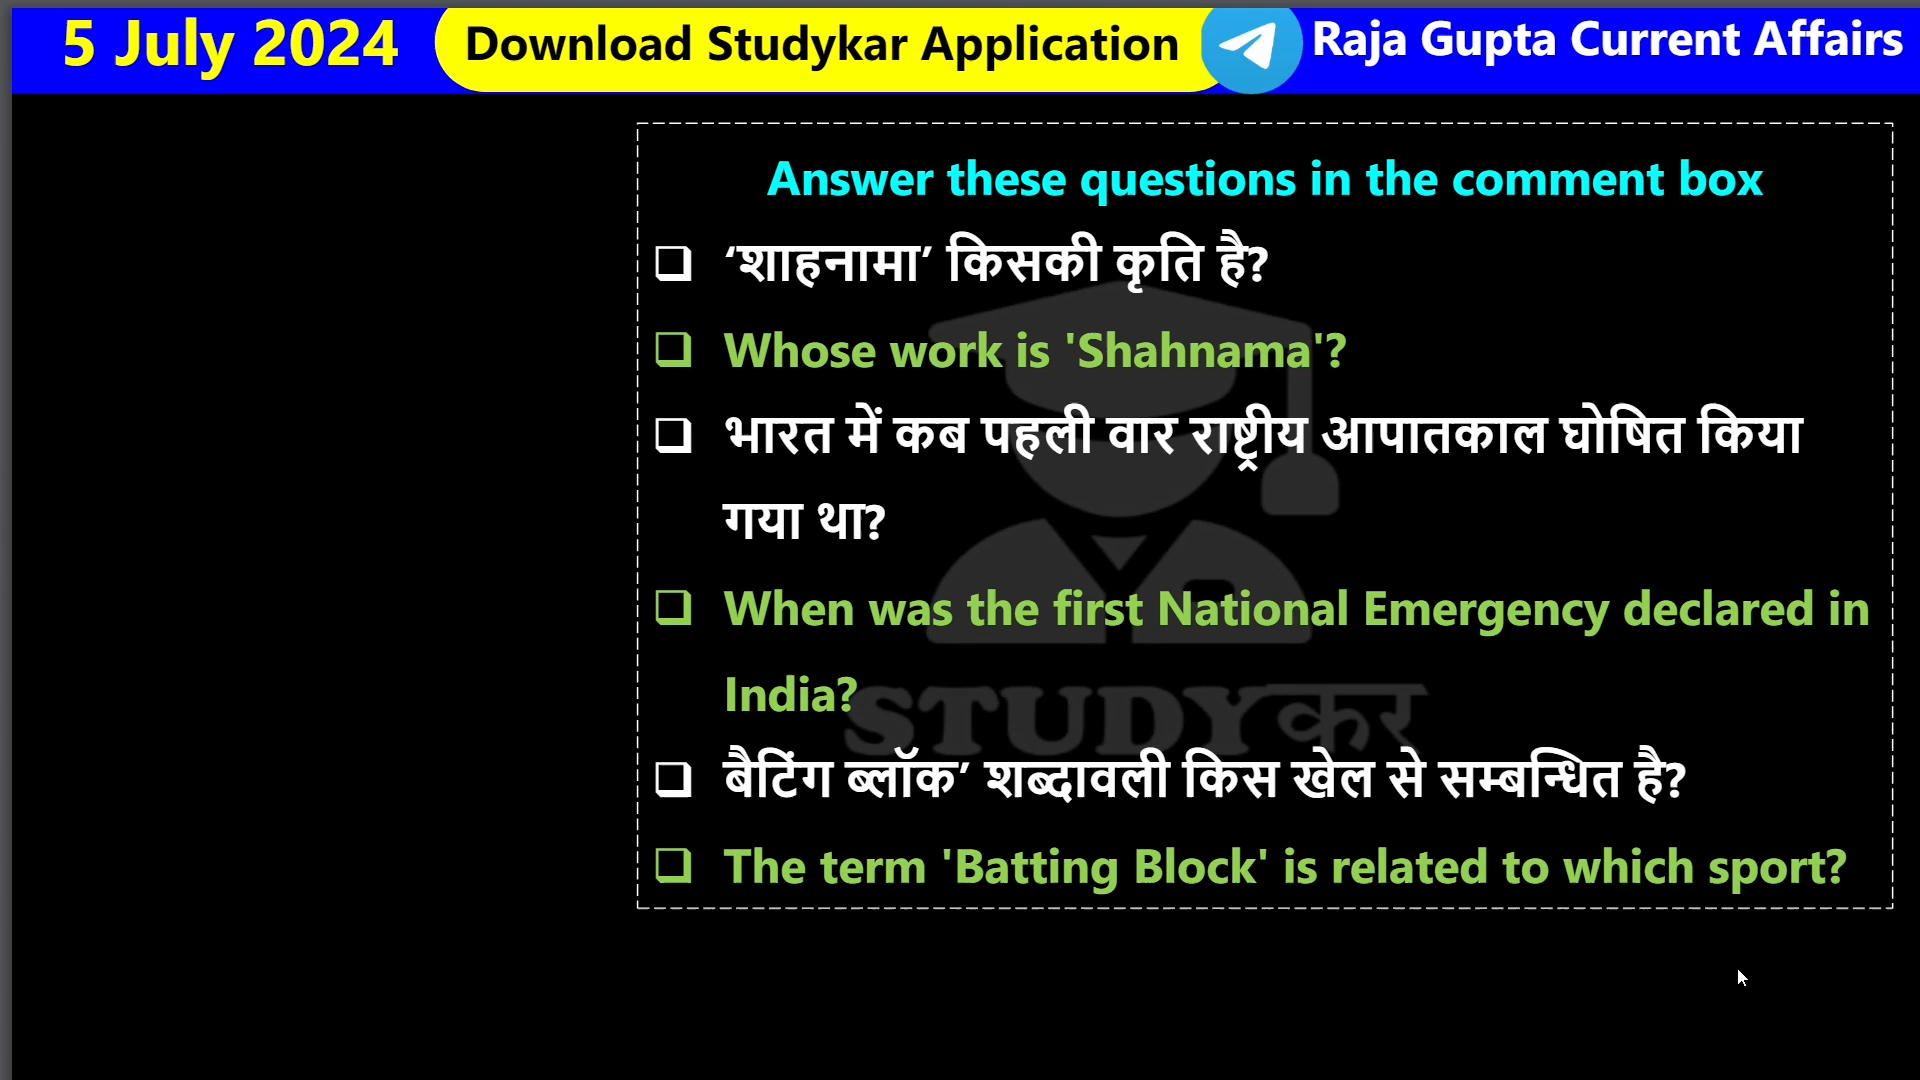 5 July 2024
Download Studykar Application
Raja Gupta Current Affairs
Answer these questions in the comment box
❑ ‘शाहनामा’ किसकी कृति है?
❑ Whose work is 'Shahnama'?
❑ भारत में कब पहली वार राष्ट्रीय आपातकाल घोषित किया
गया था?
❑ When was the first National Emergency declared in
India?
❑ बैटिंग ब्लॉक’ शब्दावली किस खेल से सम्बन्धित है?
❑ The term 'Batting Block' is related to which sport?
STUDYकर